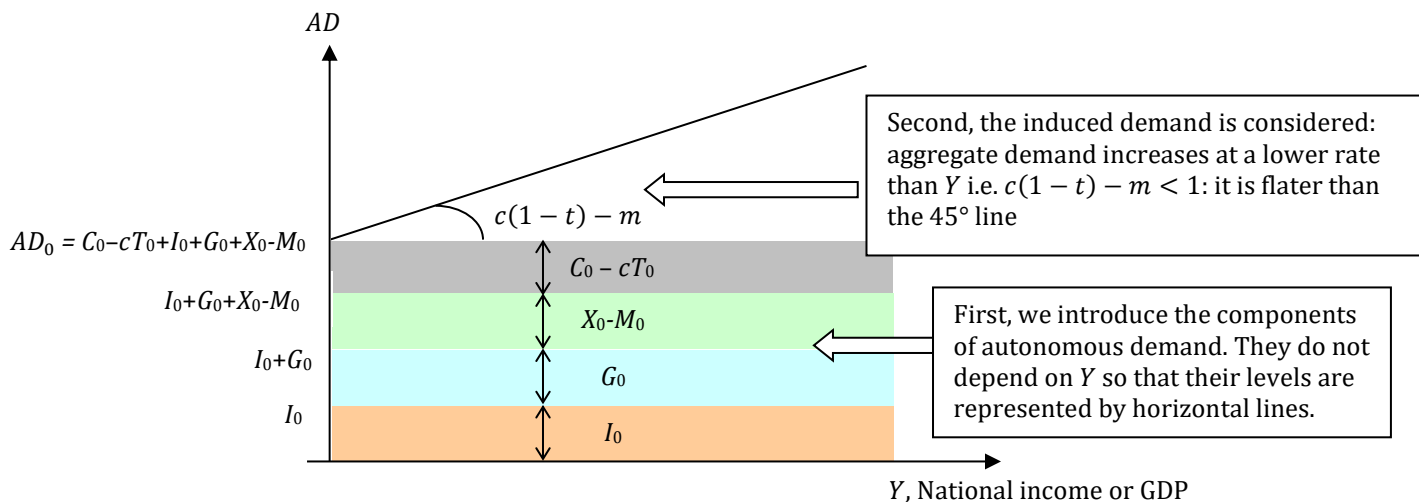 AD
Second, the induced demand is considered:
aggregate demand increases at a lower rate
than Y i.e. c(1 − t) − m < 1: it is flater than
the 45° line
c(1 − t) − m
AD₀ = C₀–cT₀+I₀+G₀+X₀-M₀
C₀ – cT₀
I₀+G₀+X₀-M₀
X₀-M₀
First, we introduce the components
of autonomous demand. They do not
depend on Y so that their levels are
represented by horizontal lines.
I₀+G₀
G₀
I₀
I₀
Y, National income or GDP